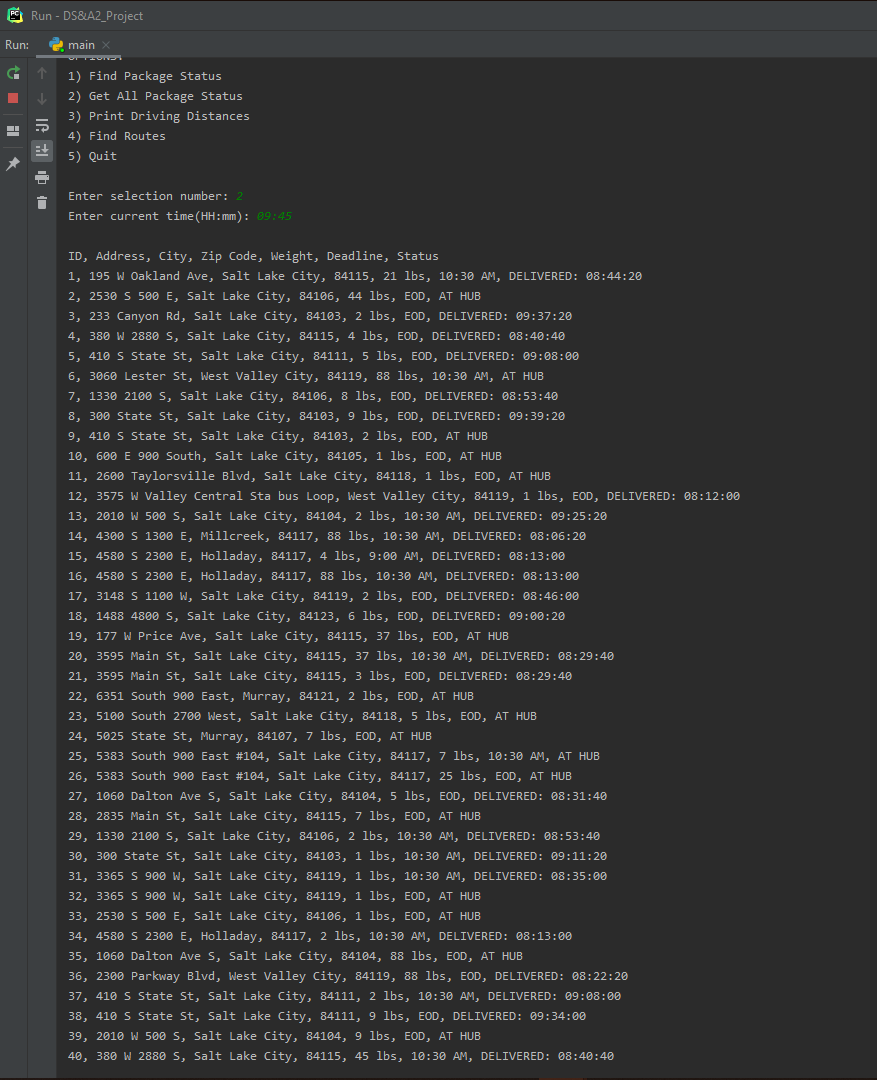 Run - DS&A2_Project
Run: main
OPTIONS:
1) Find Package Status
2) Get All Package Status
3) Print Driving Distances
4) Find Routes
5) Quit
Enter selection number: 2
Enter current time(HH:mm): 09:45
ID, Address, City, Zip Code, Weight, Deadline, Status
1, 195 W Oakland Ave, Salt Lake City, 84115, 21 lbs, 10:30 AM, DELIVERED: 08:44:20
2, 2530 S 500 E, Salt Lake City, 84106, 44 lbs, EOD, AT HUB
3, 233 Canyon Rd, Salt Lake City, 84103, 2 lbs, EOD, DELIVERED: 09:37:20
4, 380 W 2880 S, Salt Lake City, 84115, 4 lbs, EOD, DELIVERED: 08:40:40
5, 410 S State St, Salt Lake City, 84111, 5 lbs, EOD, DELIVERED: 09:08:00
6, 3060 Lester St, West Valley City, 84119, 88 lbs, 10:30 AM, AT HUB
7, 1330 2100 S, Salt Lake City, 84106, 8 lbs, EOD, DELIVERED: 08:53:40
8, 300 State St, Salt Lake City, 84103, 9 lbs, EOD, DELIVERED: 09:39:20
9, 410 S State St, Salt Lake City, 84103, 2 lbs, EOD, AT HUB
10, 600 E 900 South, Salt Lake City, 84105, 1 lbs, EOD, AT HUB
11, 2600 Taylorsville Blvd, Salt Lake City, 84118, 1 lbs, EOD, AT HUB
12, 3575 W Valley Central Sta bus Loop, West Valley City, 84119, 1 lbs, EOD, DELIVERED: 08:12:00
13, 2010 W 500 S, Salt Lake City, 84104, 2 lbs, 10:30 AM, DELIVERED: 09:25:20
14, 4300 S 1300 E, Millcreek, 84117, 88 lbs, 10:30 AM, DELIVERED: 08:06:20
15, 4580 S 2300 E, Holladay, 84117, 4 lbs, 9:00 AM, DELIVERED: 08:13:00
16, 4580 S 2300 E, Holladay, 84117, 88 lbs, 10:30 AM, DELIVERED: 08:13:00
17, 3148 S 1100 W, Salt Lake City, 84119, 2 lbs, EOD, DELIVERED: 08:46:00
18, 1488 4800 S, Salt Lake City, 84123, 6 lbs, EOD, DELIVERED: 09:00:20
19, 177 W Price Ave, Salt Lake City, 84115, 37 lbs, EOD, AT HUB
20, 3595 Main St, Salt Lake City, 84115, 37 lbs, 10:30 AM, DELIVERED: 08:29:40
21, 3595 Main St, Salt Lake City, 84115, 3 lbs, EOD, DELIVERED: 08:29:40
22, 6351 South 900 East, Murray, 84121, 2 lbs, EOD, AT HUB
23, 5100 South 2700 West, Salt Lake City, 84118, 5 lbs, EOD, AT HUB
24, 5025 State St, Murray, 84107, 7 lbs, EOD, AT HUB
25, 5383 South 900 East #104, Salt Lake City, 84117, 7 lbs, 10:30 AM, AT HUB
26, 5383 South 900 East #104, Salt Lake City, 84117, 25 lbs, EOD, AT HUB
27, 1060 Dalton Ave S, Salt Lake City, 84104, 5 lbs, EOD, DELIVERED: 08:31:40
28, 2835 Main St, Salt Lake City, 84115, 7 lbs, EOD, AT HUB
29, 1330 2100 S, Salt Lake City, 84106, 2 lbs, 10:30 AM, DELIVERED: 08:53:40
30, 300 State St, Salt Lake City, 84103, 1 lbs, 10:30 AM, DELIVERED: 09:11:20
31, 3365 S 900 W, Salt Lake City, 84119, 1 lbs, 10:30 AM, DELIVERED: 08:35:00
32, 3365 S 900 W, Salt Lake City, 84119, 1 lbs, EOD, AT HUB
33, 2530 S 500 E, Salt Lake City, 84106, 1 lbs, EOD, AT HUB
34, 4580 S 2300 E, Holladay, 84117, 2 lbs, 10:30 AM, DELIVERED: 08:13:00
35, 1060 Dalton Ave S, Salt Lake City, 84104, 88 lbs, EOD, AT HUB
36, 2300 Parkway Blvd, West Valley City, 84119, 88 lbs, EOD, DELIVERED: 08:22:20
37, 410 S State St, Salt Lake City, 84111, 2 lbs, 10:30 AM, DELIVERED: 09:08:00
38, 410 S State St, Salt Lake City, 84111, 9 lbs, EOD, DELIVERED: 09:34:00
39, 2010 W 500 S, Salt Lake City, 84104, 9 lbs, EOD, AT HUB
40, 380 W 2880 S, Salt Lake City, 84115, 45 lbs, 10:30 AM, DELIVERED: 08:40:40